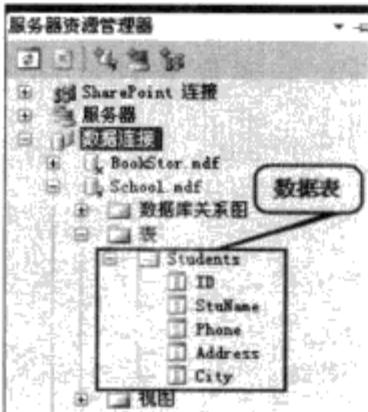 服务器资源管理器
SharePoint 连接
服务器
数据连接
BookStor.mdf
School.mdf
数据表
数据库关系图
表
Students
ID
StuName
Phone
Address
City
视图